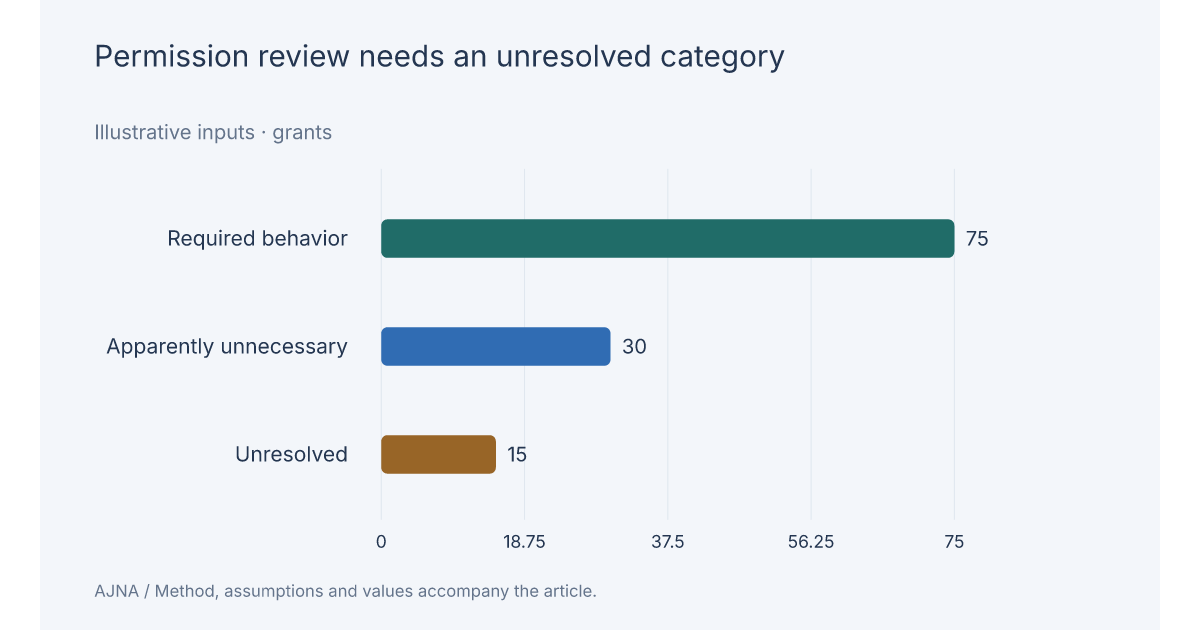 Permission review needs an unresolved category
Illustrative inputs · grants
Required behavior 75
Apparently unnecessary 30
Unresolved 15
0 18.75 37.5 56.25 75
AJNA / Method, assumptions and values accompany the article.